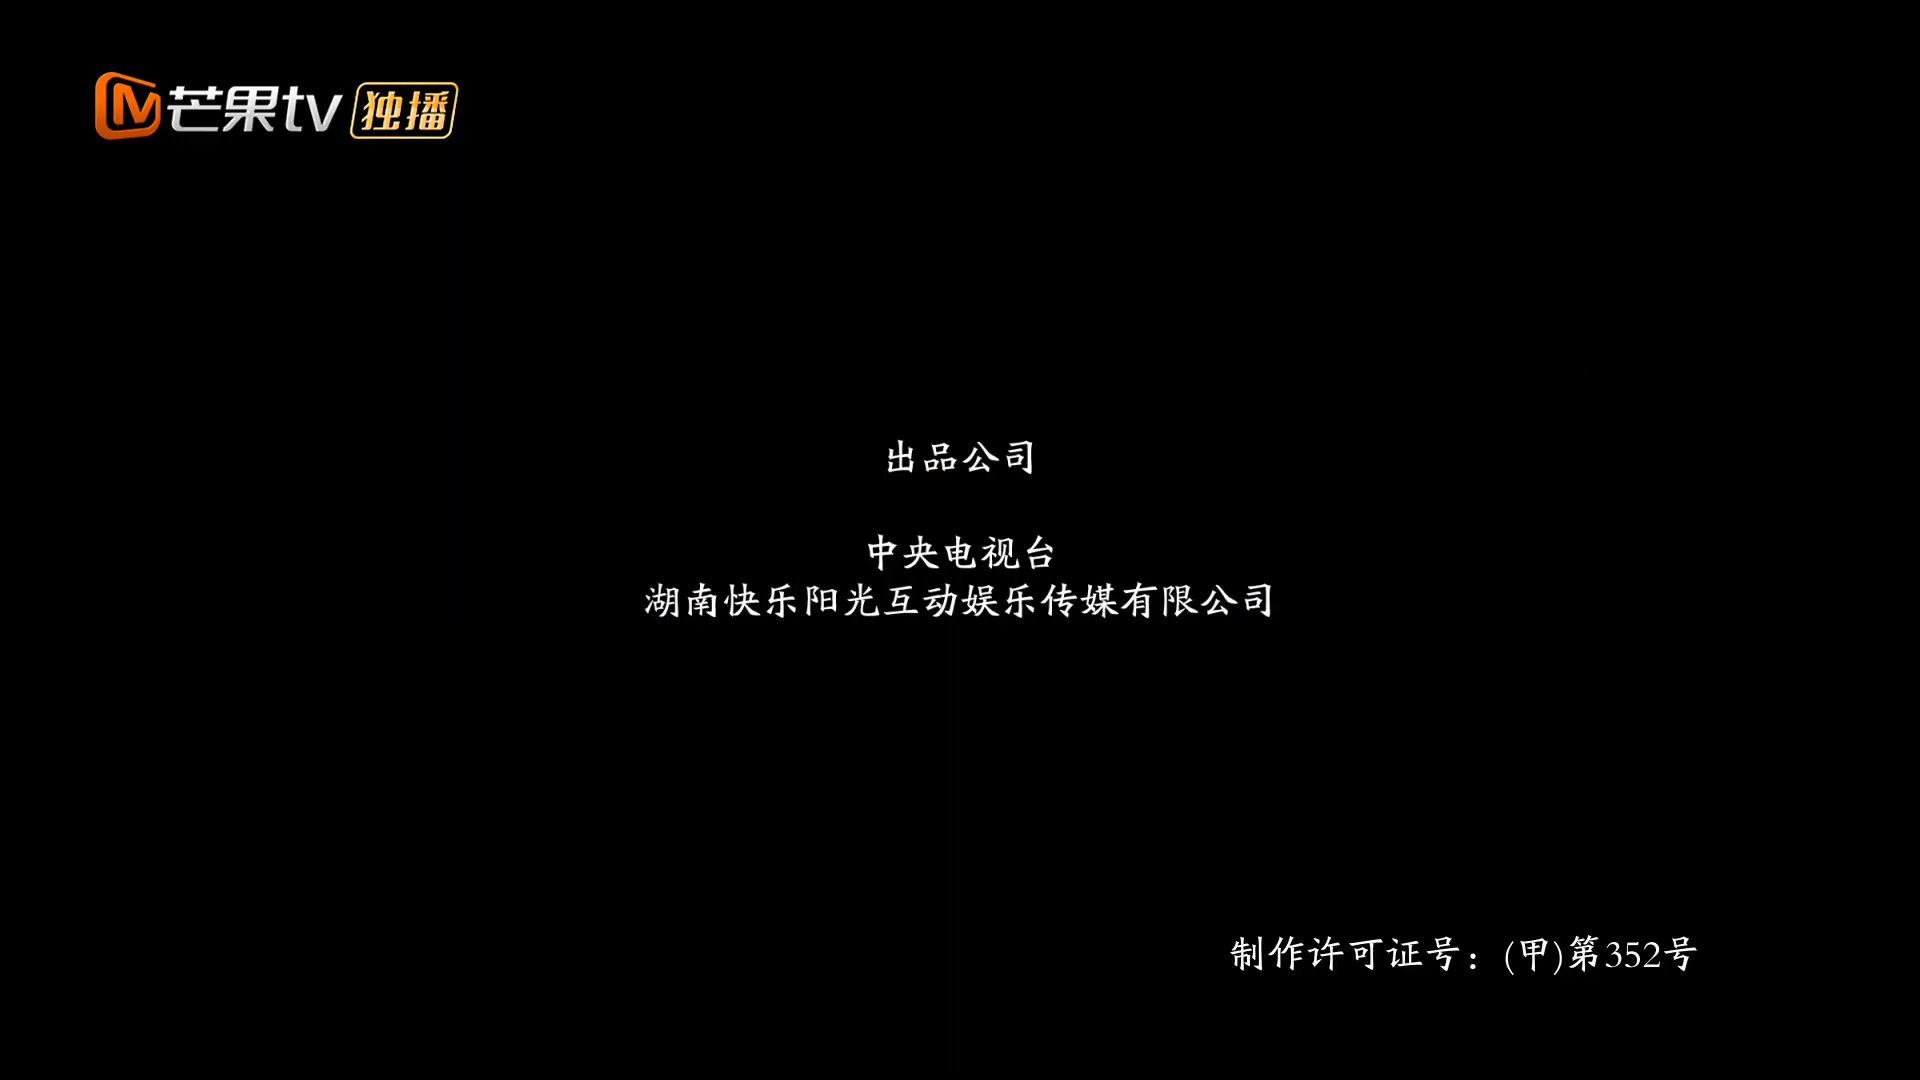 芒果tv 独播
出品公司
中央电视台
湖南快乐阳光互动娱乐传媒有限公司
制作许可证号：(甲)第352号